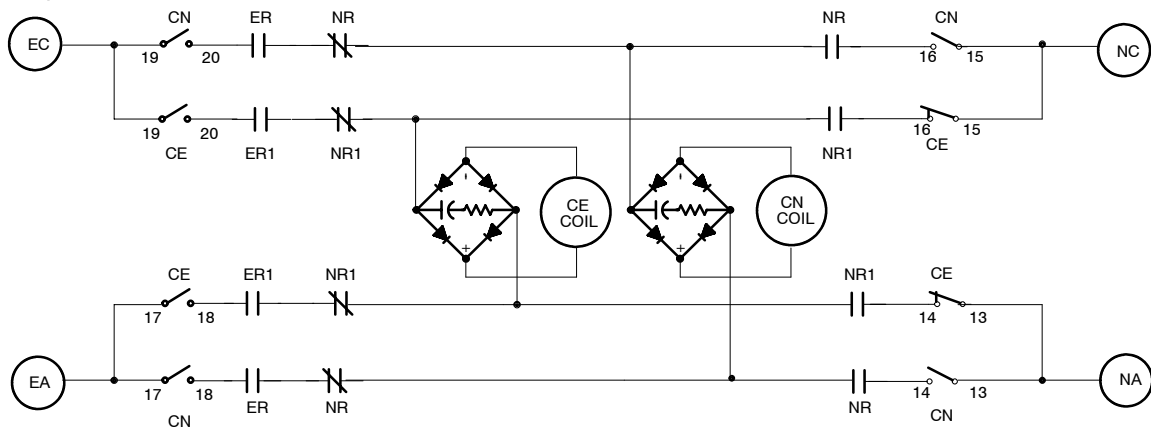 CN ER NR NR CN
EC 19 20 16 15 NC
19 20 16 15
CE ER1 NR1 NR1 CE
- -
CE COIL CN COIL
+ +
CE ER1 NR1 NR1 CE
17 18 14 13
EA 17 18 14 13 NA
CN ER NR NR CN